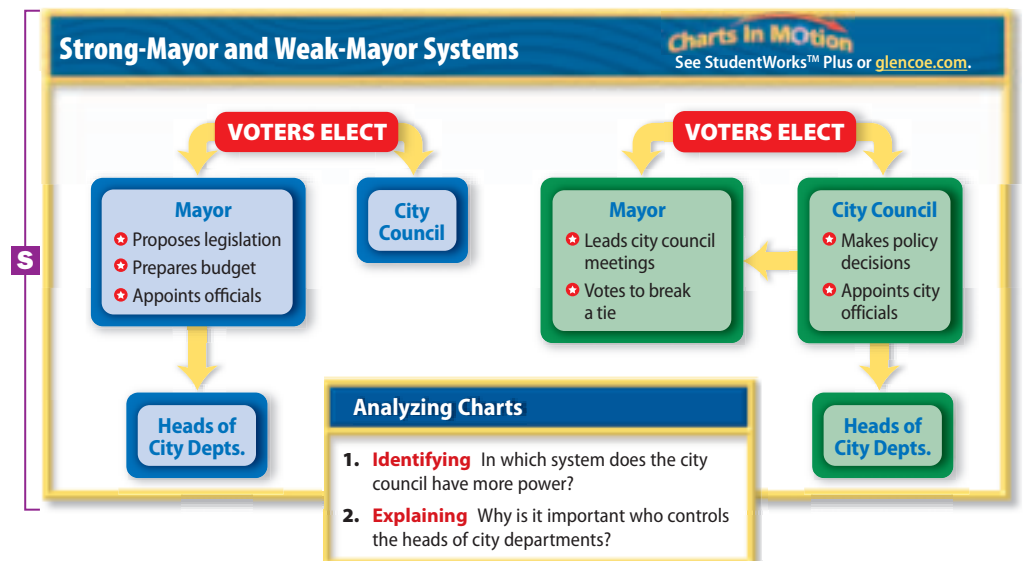 S
Strong-Mayor and Weak-Mayor Systems
Charts In MOtion
See StudentWorks™ Plus or glencoe.com.
VOTERS ELECT
Mayor
Proposes legislation
Prepares budget
Appoints officials
City
Council
Heads of
City Depts.
VOTERS ELECT
Mayor
Leads city council
meetings
Votes to break
a tie
City Council
Makes policy
decisions
Appoints city
officials
Heads of
City Depts.
Analyzing Charts
1. Identifying In which system does the city
council have more power?
2. Explaining Why is it important who controls
the heads of city departments?